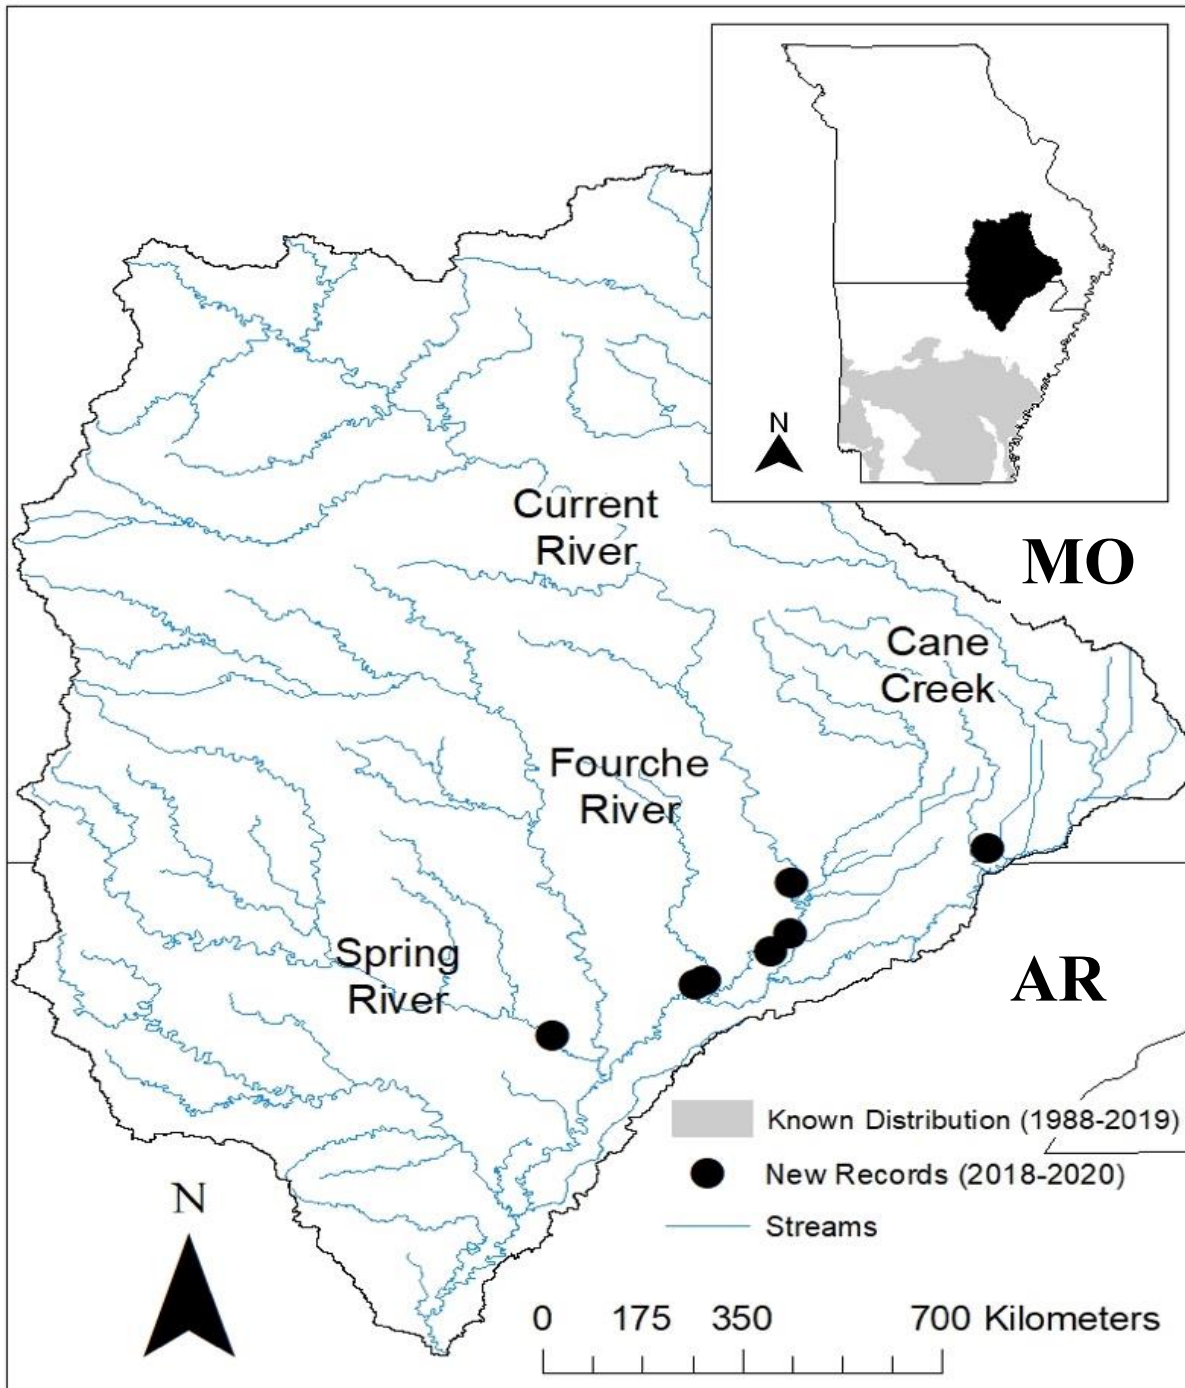 N
Current
River
MO
Cane
Creek
Fourche
River
Spring
River
AR
Known Distribution (1988-2019)
New Records (2018-2020)
Streams
N
0 175 350 700 Kilometers